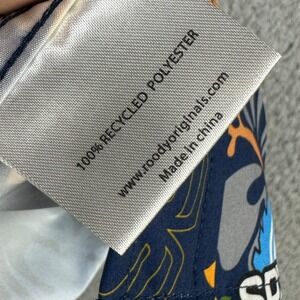 100% RECYCLED POLYESTER
www.roodyoriginals.com
Made in china